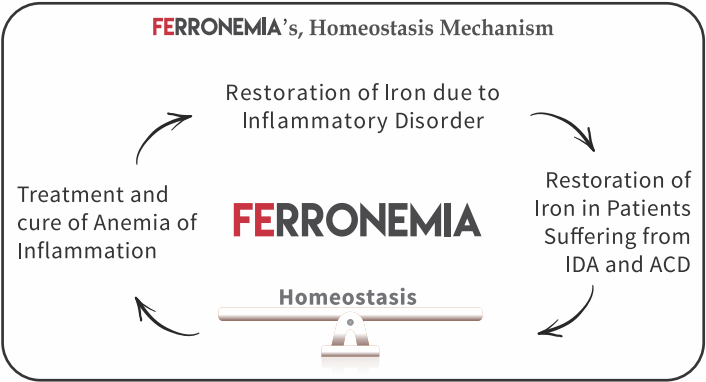 FERRONEMIA's, Homeostasis Mechanism
Restoration of Iron due to
Inflammatory Disorder
Restoration of
Iron in Patients
Suffering from
IDA and ACD
Treatment and
cure of Anemia of
Inflammation
FERRONEMIA
Homeostasis